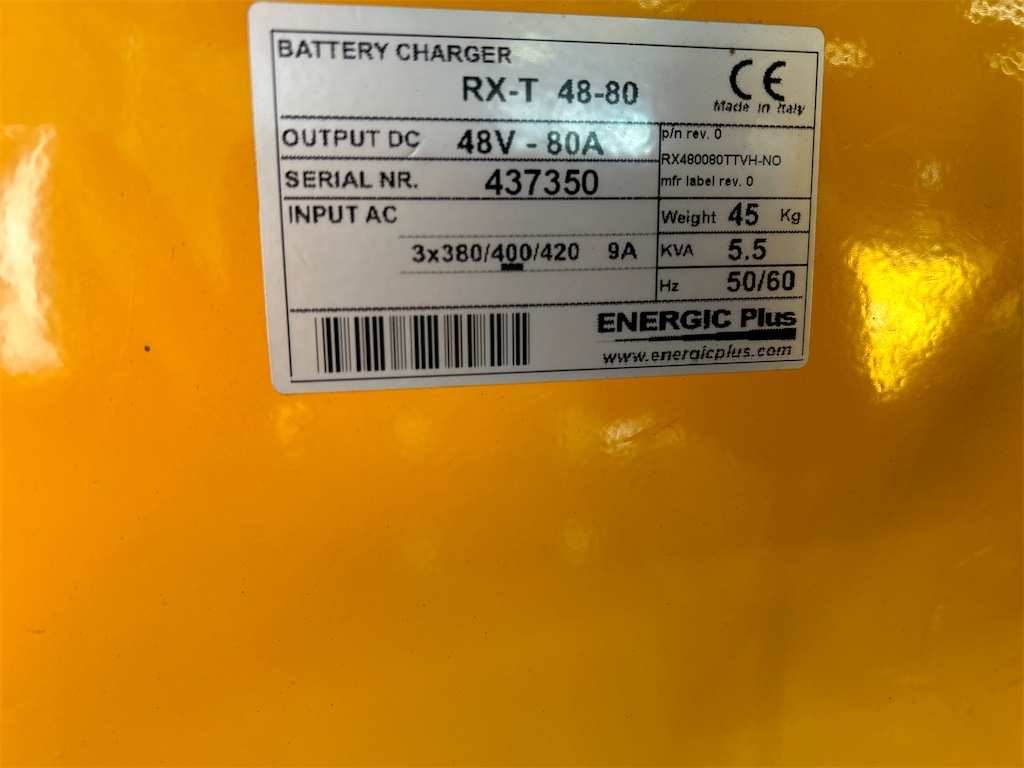 BATTERY CHARGER
RX-T 48-80
CE
Made in Italy
OUTPUT DC 48V - 80A
p/n rev. 0
RX480080TTVH-NO
mfr label rev. 0
SERIAL NR. 437350
INPUT AC
3x380/400/420 9A
Weight 45 Kg
KVA 5.5
Hz 50/60
ENERGIC Plus
www.energicplus.com